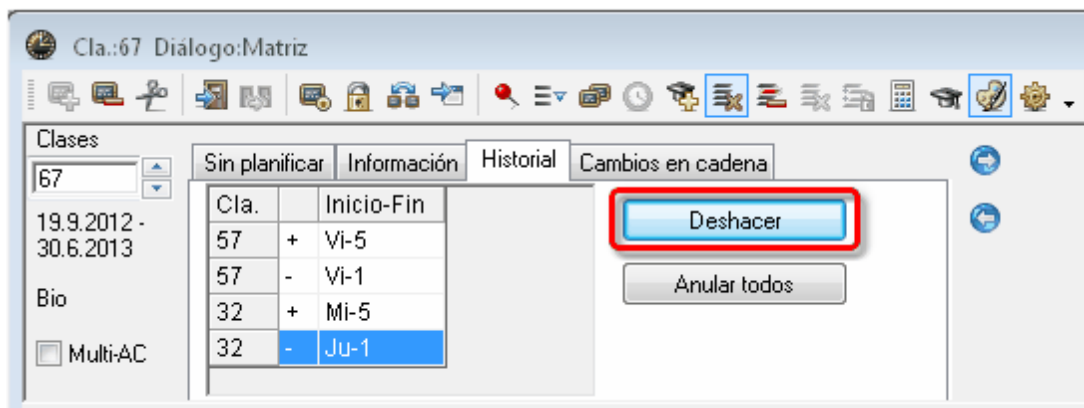 Cla.:67 Diálogo:Matriz
Clases
67
19.9.2012 -
30.6.2013
Bio
Multi-AC
Sin planificar Información Historial Cambios en cadena
Cla. Inicio-Fin
57 + Vi-5
57 - Vi-1
32 + Mi-5
32 - Ju-1
Deshacer
Anular todos